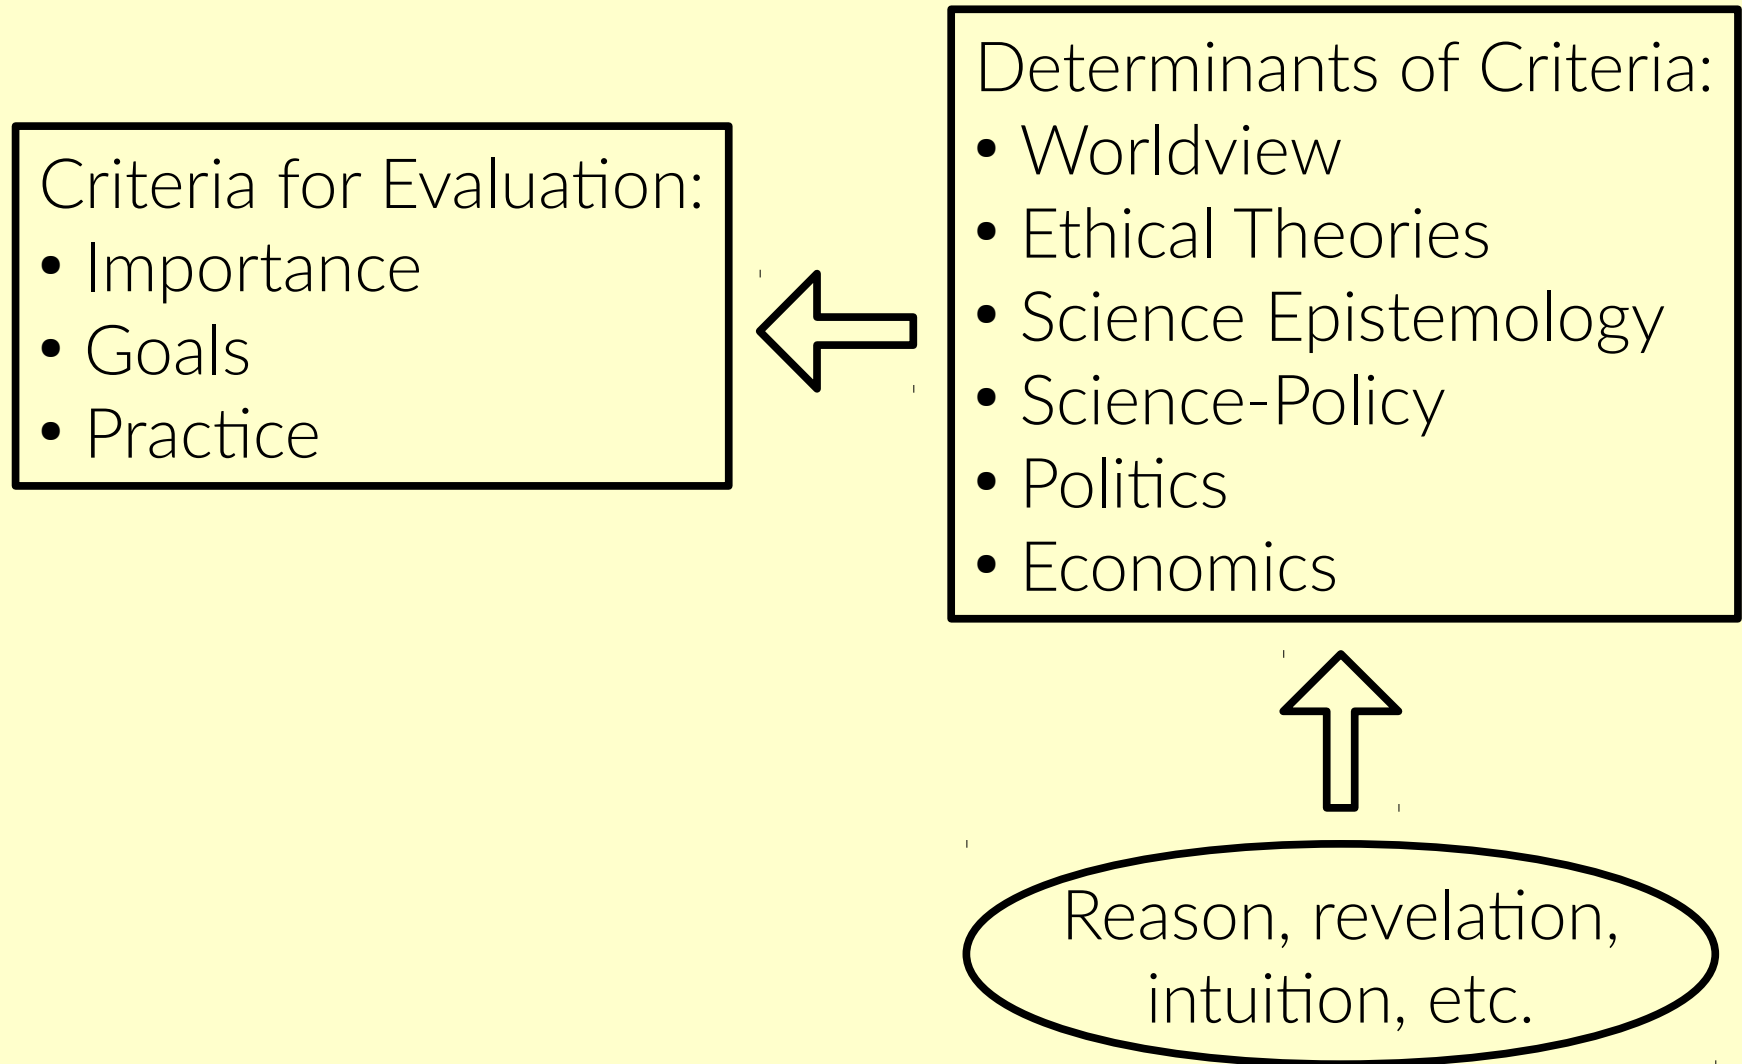 Criteria for Evaluation:
• Importance
• Goals
• Practice
Determinants of Criteria:
• Worldview
• Ethical Theories
• Science Epistemology
• Science-Policy
• Politics
• Economics
Reason, revelation,
intuition, etc.